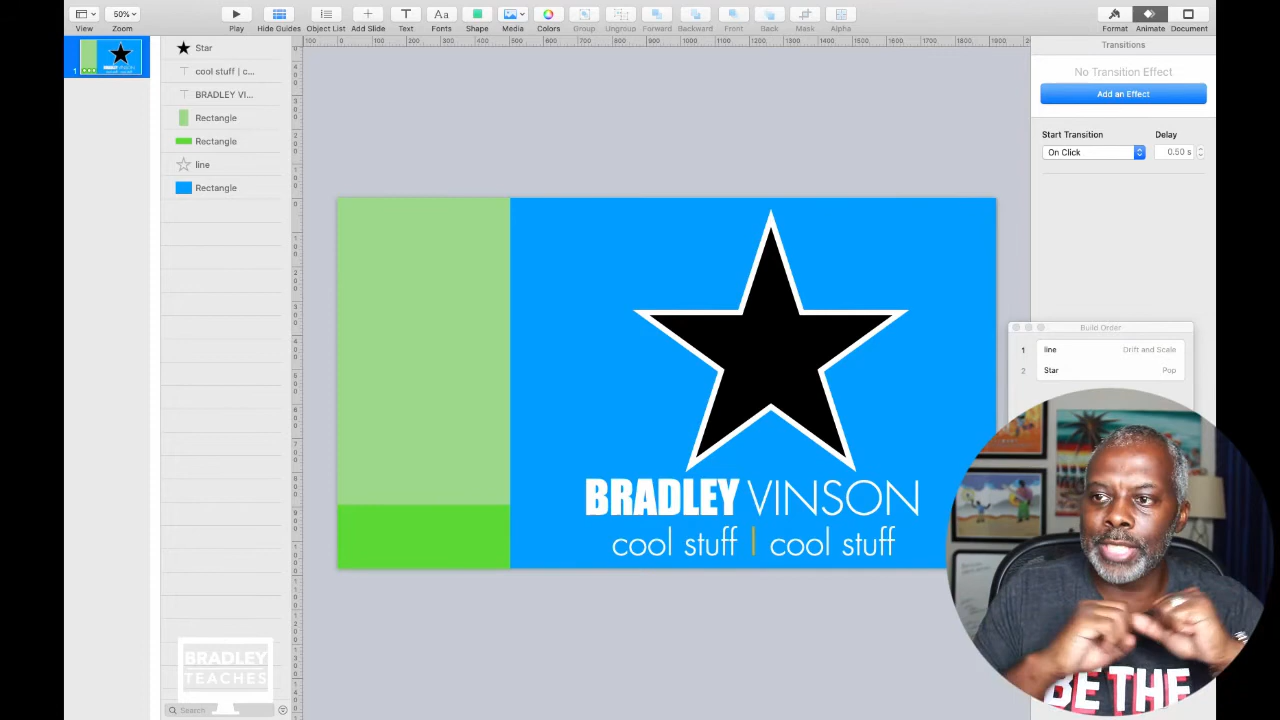 50%
View Zoom Play Hide Guides Object List Add Slide Text Fonts Shape Media Colors Group Ungroup Forward Backward Front Back Mask Alpha Format Animate Document
1
Star
cool stuff | c...
BRADLEY VI...
Rectangle
Rectangle
line
Rectangle
Search
Transitions
No Transition Effect
Add an Effect
Start Transition Delay
On Click 0.50 s
Build Order
1 line Drift and Scale
2 Star Pop
BRADLEY VINSON
cool stuff | cool stuff
BRADLEY
TEACHES
BE THE